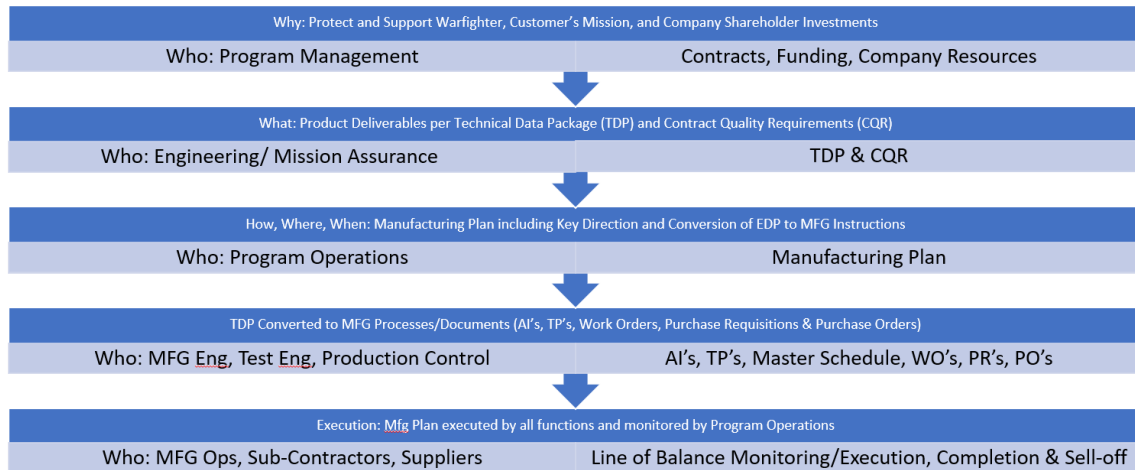 Why: Protect and Support Warfighter, Customer's Mission, and Company Shareholder Investments
Who: Program Management
Contracts, Funding, Company Resources
What: Product Deliverables per Technical Data Package (TDP) and Contract Quality Requirements (CQR)
Who: Engineering/ Mission Assurance
TDP & CQR
How, Where, When: Manufacturing Plan including Key Direction and Conversion of EDP to MFG Instructions
Who: Program Operations
Manufacturing Plan
TDP Converted to MFG Processes/Documents (AI's, TP's, Work Orders, Purchase Requisitions & Purchase Orders)
Who: MFG Eng, Test Eng, Production Control
AI's, TP's, Master Schedule, WO's, PR's, PO's
Execution: Mfg Plan executed by all functions and monitored by Program Operations
Who: MFG Ops, Sub-Contractors, Suppliers
Line of Balance Monitoring/Execution, Completion & Sell-off